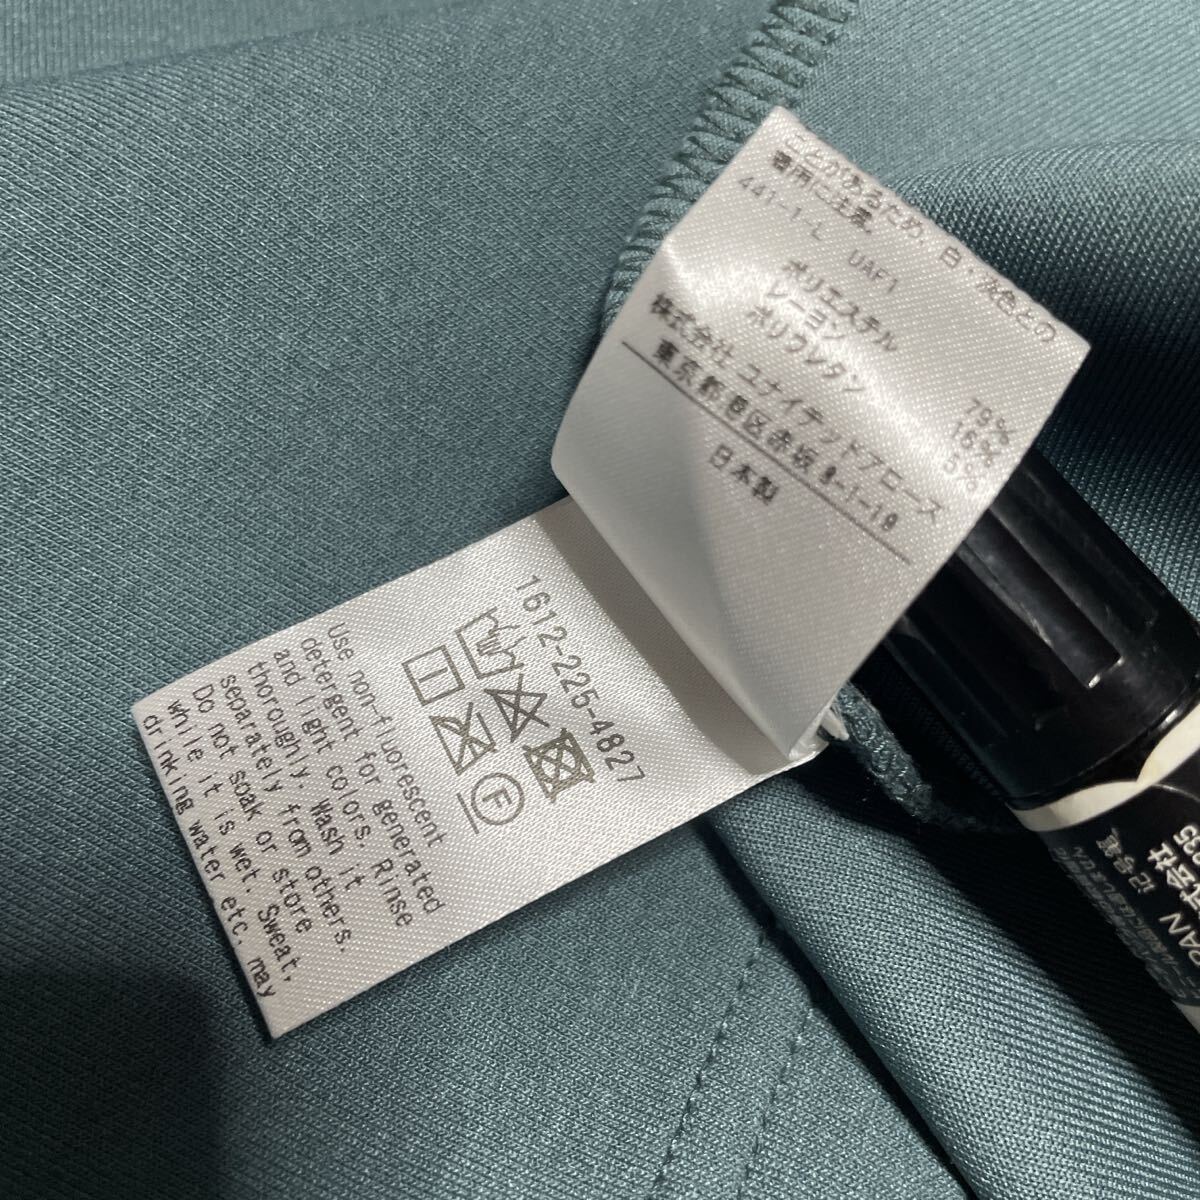 ことがあるため、白・淡色との
着用に注意。
441-1-L UAF1
ポリエステル 79%
レーヨン 16%
ポリウレタン 5%
株式会社 ユナイテッドアローズ
東京都港区赤坂8-1-19
日本製
1612-225-4827
F
Use non-fluorescent
detergent for generated
and light colors. Rinse
thoroughly. Wash it
separately from others.
Do not soak or store
while it is wet. Sweat,
drinking water etc. may
PAN
式会社